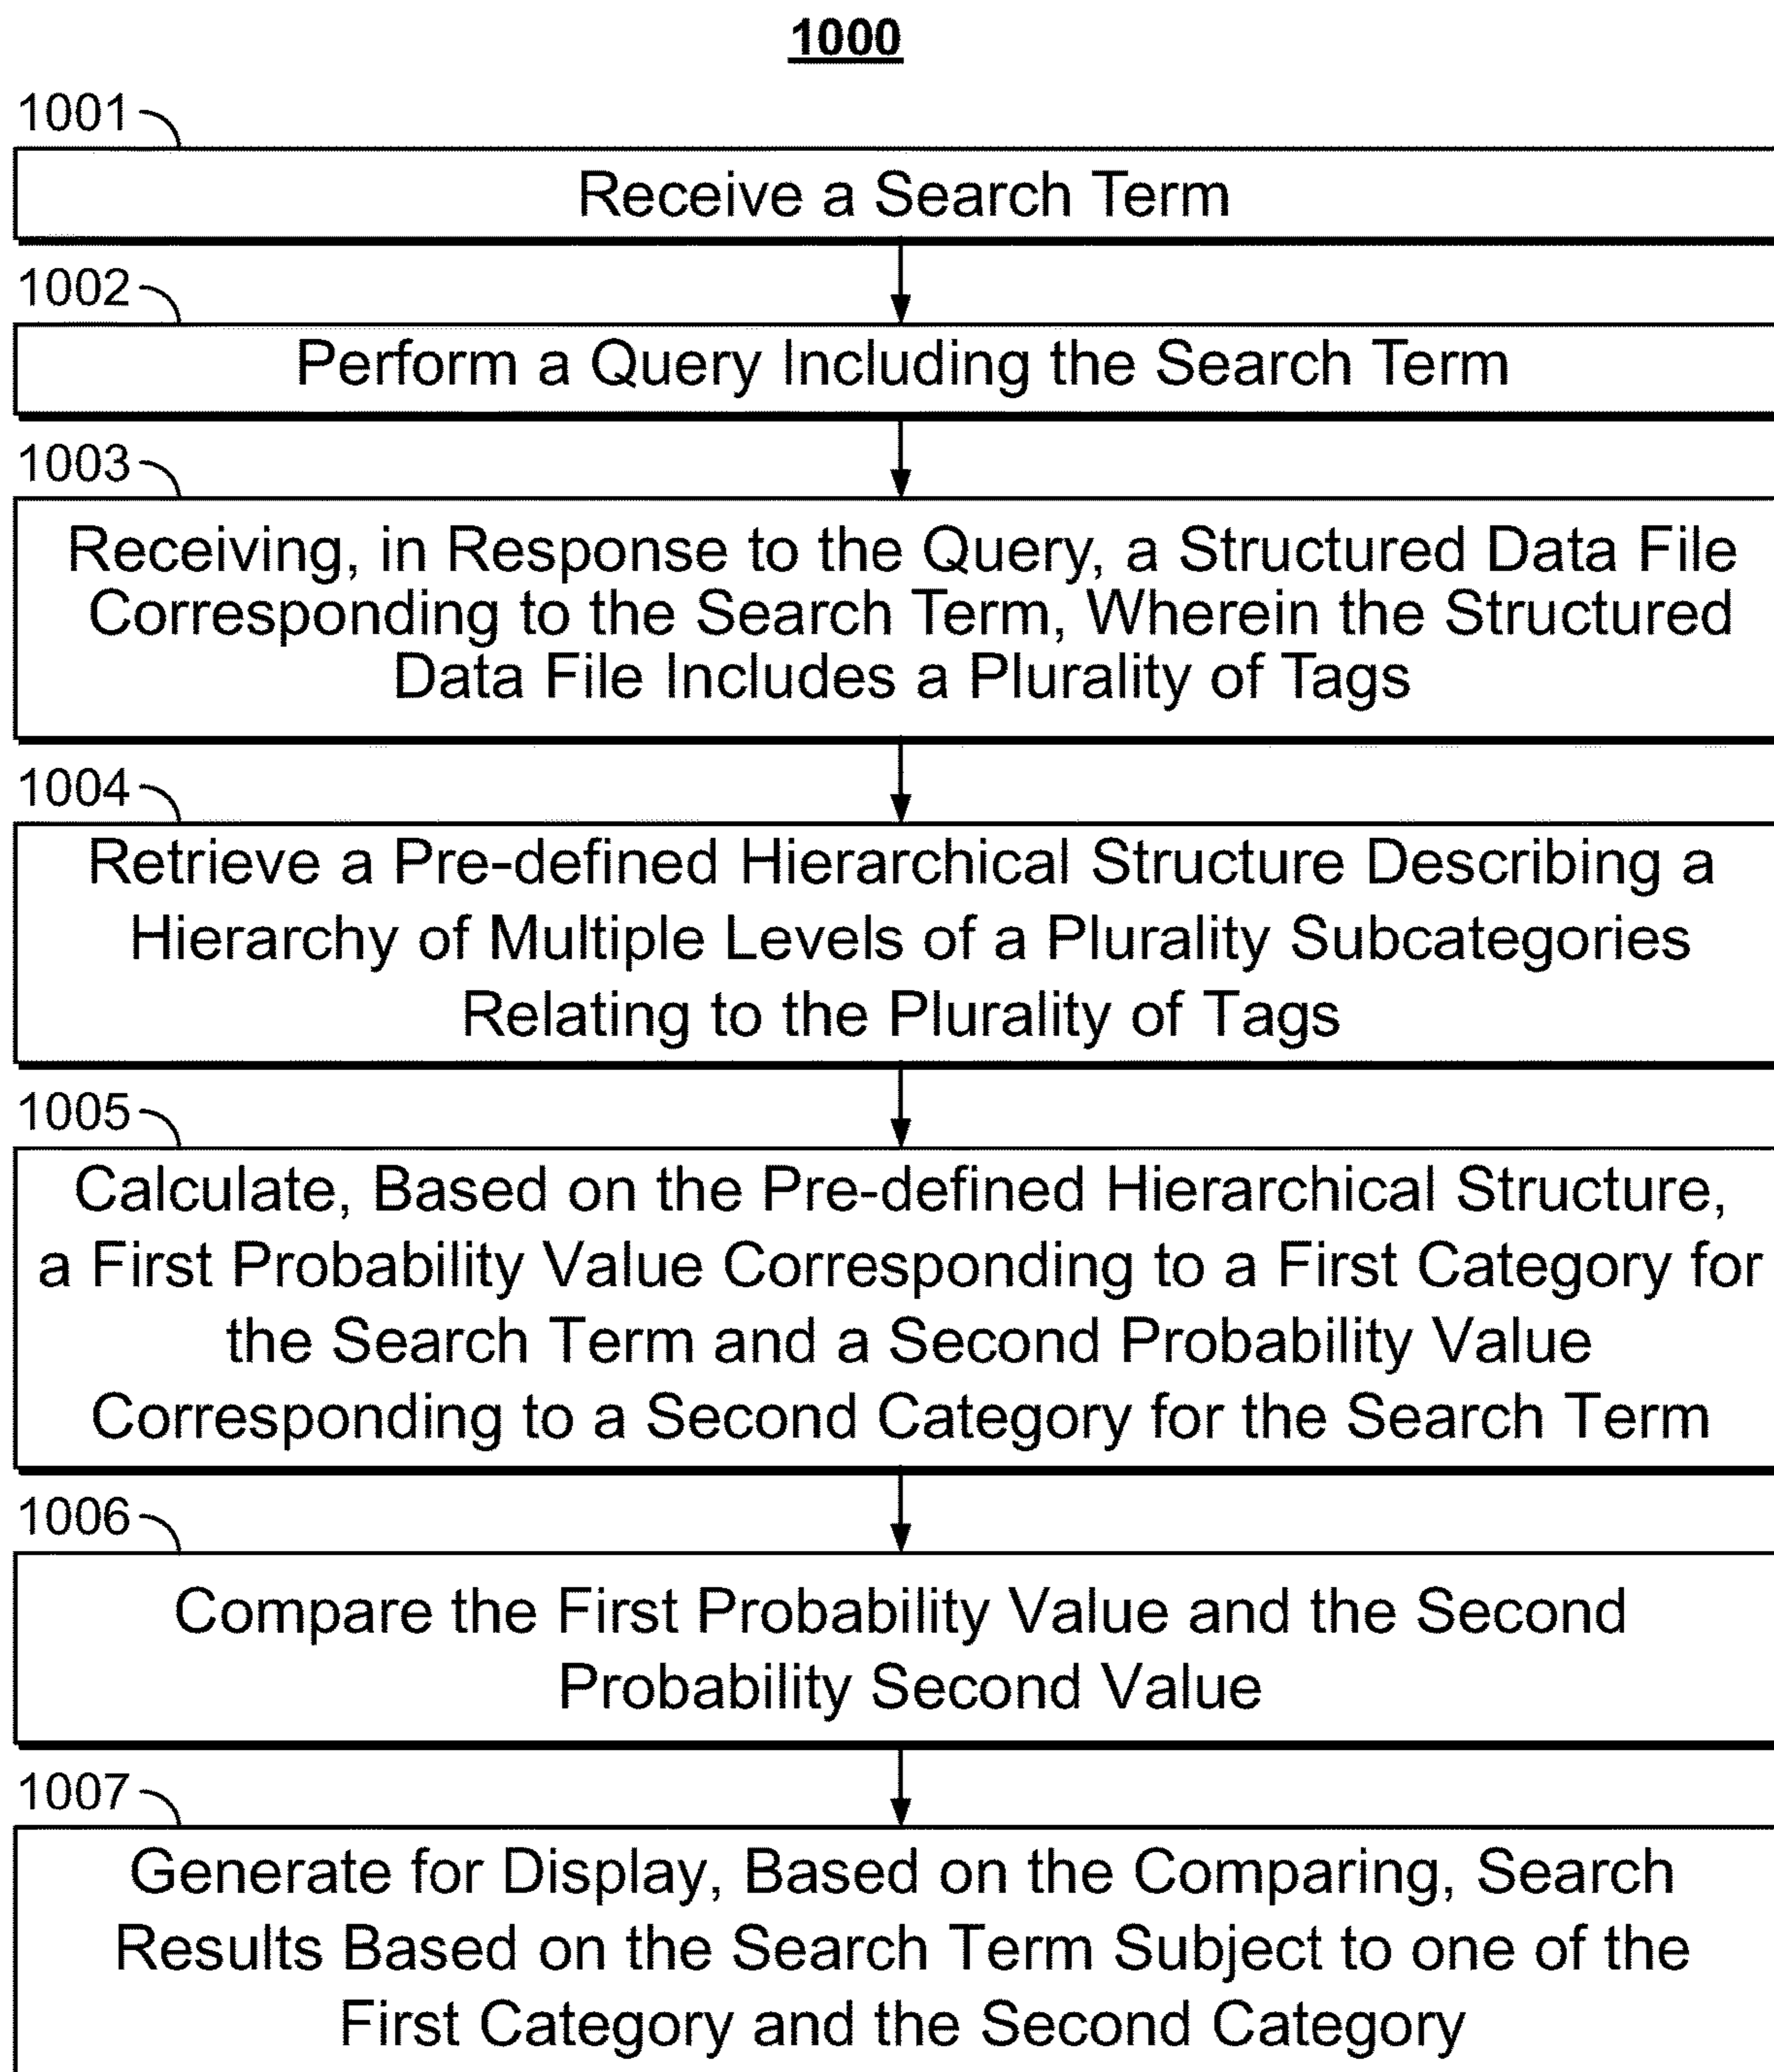 1000
1001
Receive a Search Term
1002
Perform a Query Including the Search Term
1003
Receiving, in Response to the Query, a Structured Data File
Corresponding to the Search Term, Wherein the Structured
Data File Includes a Plurality of Tags
1004
Retrieve a Pre-defined Hierarchical Structure Describing a
Hierarchy of Multiple Levels of a Plurality Subcategories
Relating to the Plurality of Tags
1005
Calculate, Based on the Pre-defined Hierarchical Structure,
a First Probability Value Corresponding to a First Category for
the Search Term and a Second Probability Value
Corresponding to a Second Category for the Search Term
1006
Compare the First Probability Value and the Second
Probability Second Value
1007
Generate for Display, Based on the Comparing, Search
Results Based on the Search Term Subject to one of the
First Category and the Second Category